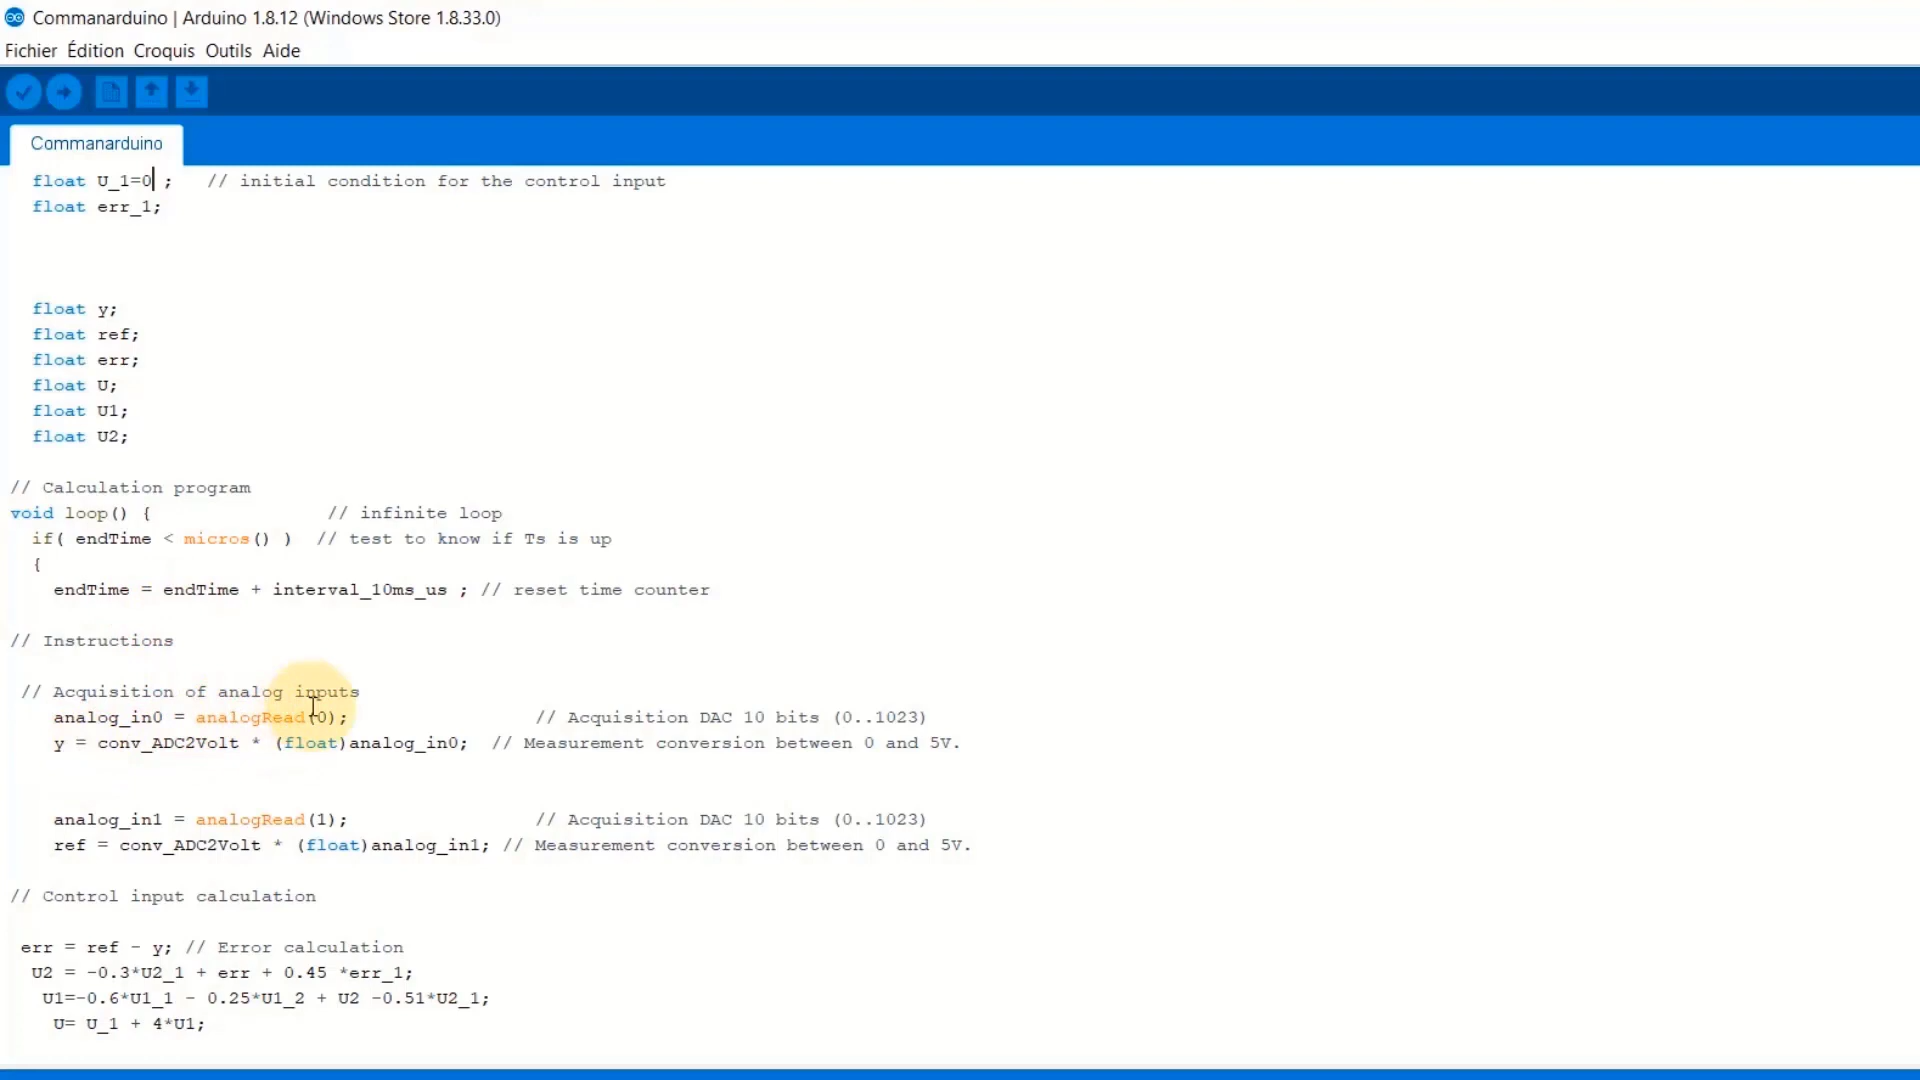 Commanarduino | Arduino 1.8.12 (Windows Store 1.8.33.0)
Fichier Édition Croquis Outils Aide
Commanarduino
float U_1=0 ; // initial condition for the control input
float err_1;
float y;
float ref;
float err;
float U;
float U1;
float U2;
// Calculation program
void loop() { // infinite loop
if( endTime < micros() ) // test to know if Ts is up
{
endTime = endTime + interval_10ms_us ; // reset time counter
// Instructions
// Acquisition of analog inputs
analog_in0 = analogRead(0); // Acquisition DAC 10 bits (0..1023)
y = conv_ADC2Volt * (float)analog_in0; // Measurement conversion between 0 and 5V.
analog_in1 = analogRead(1); // Acquisition DAC 10 bits (0..1023)
ref = conv_ADC2Volt * (float)analog_in1; // Measurement conversion between 0 and 5V.
// Control input calculation
err = ref - y; // Error calculation
U2 = -0.3*U2_1 + err + 0.45 *err_1;
U1=-0.6*U1_1 - 0.25*U1_2 + U2 -0.51*U2_1;
U= U_1 + 4*U1;